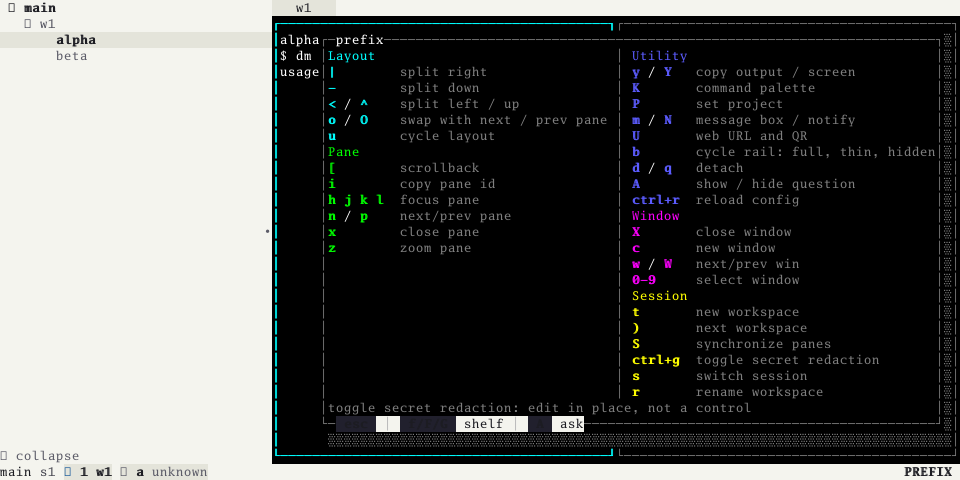 main w1
w1
alpha alpha prefix
beta $ dm Layout Utility
usage | split right y / Y copy output / screen
− split down K command palette
< / ^ split left / up P set project
o / O swap with next / prev pane m / N message box / notify
u cycle layout U web URL and QR
Pane b cycle rail: full, thin, hidden
[ scrollback d / q detach
i copy pane id A show / hide question
h j k l focus pane ctrl+r reload config
n / p next/prev pane Window
x close pane X close window
z zoom pane c new window
w / W next/prev win
0−9 select window
Session
t new workspace
) next workspace
S synchronize panes
ctrl+g toggle secret redaction
s switch session
r rename workspace
toggle secret redaction: edit in place, not a control
shelf ask
collapse
main s1 1 w1 a unknown PREFIX